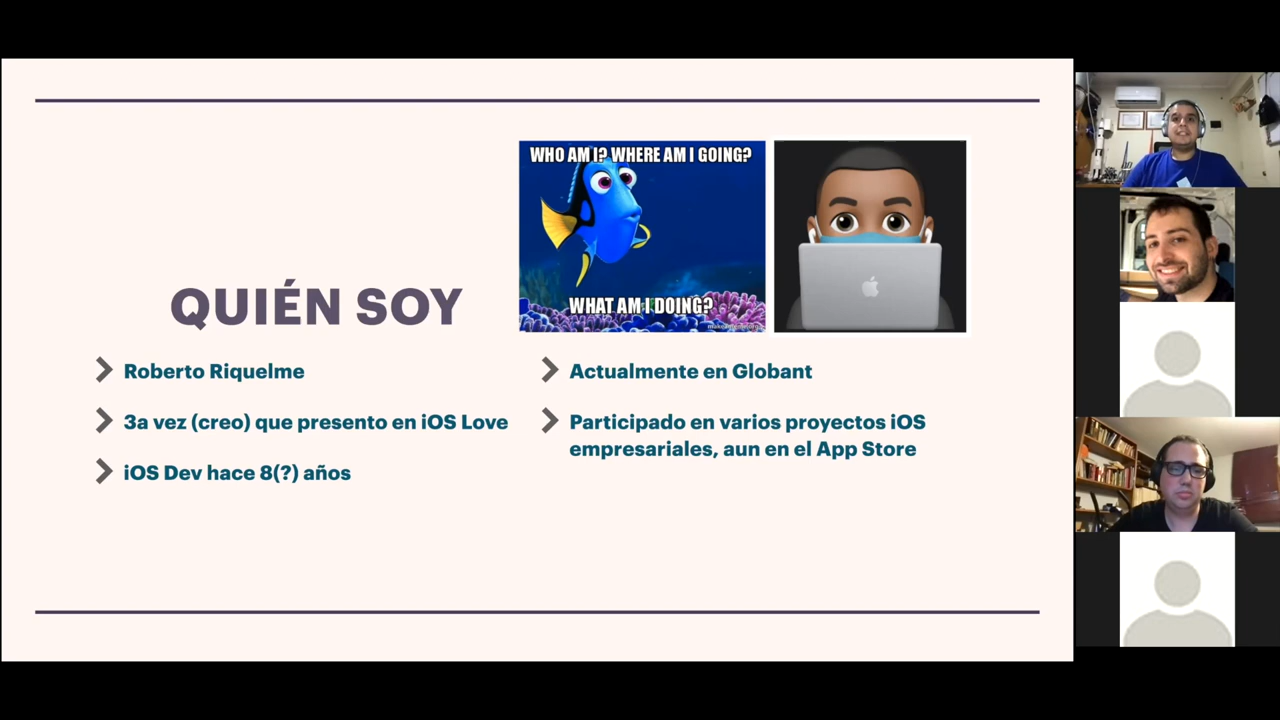 WHO AM I? WHERE AM I GOING?
WHAT AM I DOING?
QUIÉN SOY
Roberto Riquelme
3a vez (creo) que presento en iOS Love
iOS Dev hace 8(?) años
Actualmente en Globant
Participado en varios proyectos iOS
empresariales, aun en el App Store